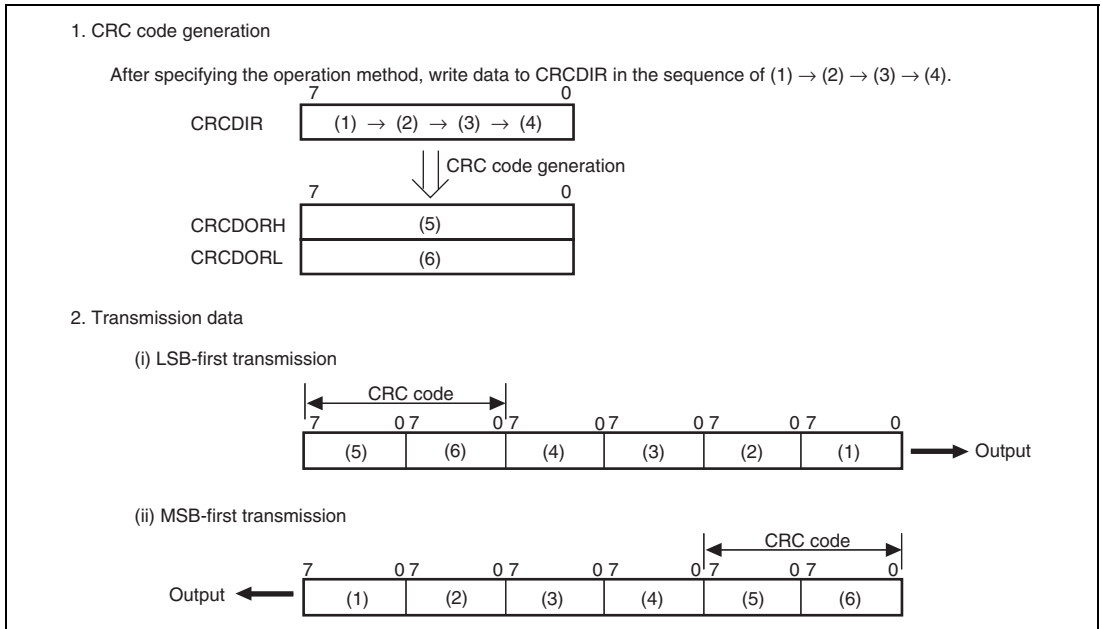 1. CRC code generation
After specifying the operation method, write data to CRCDIR in the sequence of (1) → (2) → (3) → (4).
7 0
CRCDIR (1) → (2) → (3) → (4)
CRC code generation
7 0
CRCDORH (5)
CRCDORL (6)
2. Transmission data
(i) LSB-first transmission
CRC code
7 0 7 0 7 0 7 0 7 0 7 0
(5) (6) (4) (3) (2) (1) Output
(ii) MSB-first transmission
CRC code
7 0 7 0 7 0 7 0 7 0 7 0
Output (1) (2) (3) (4) (5) (6)